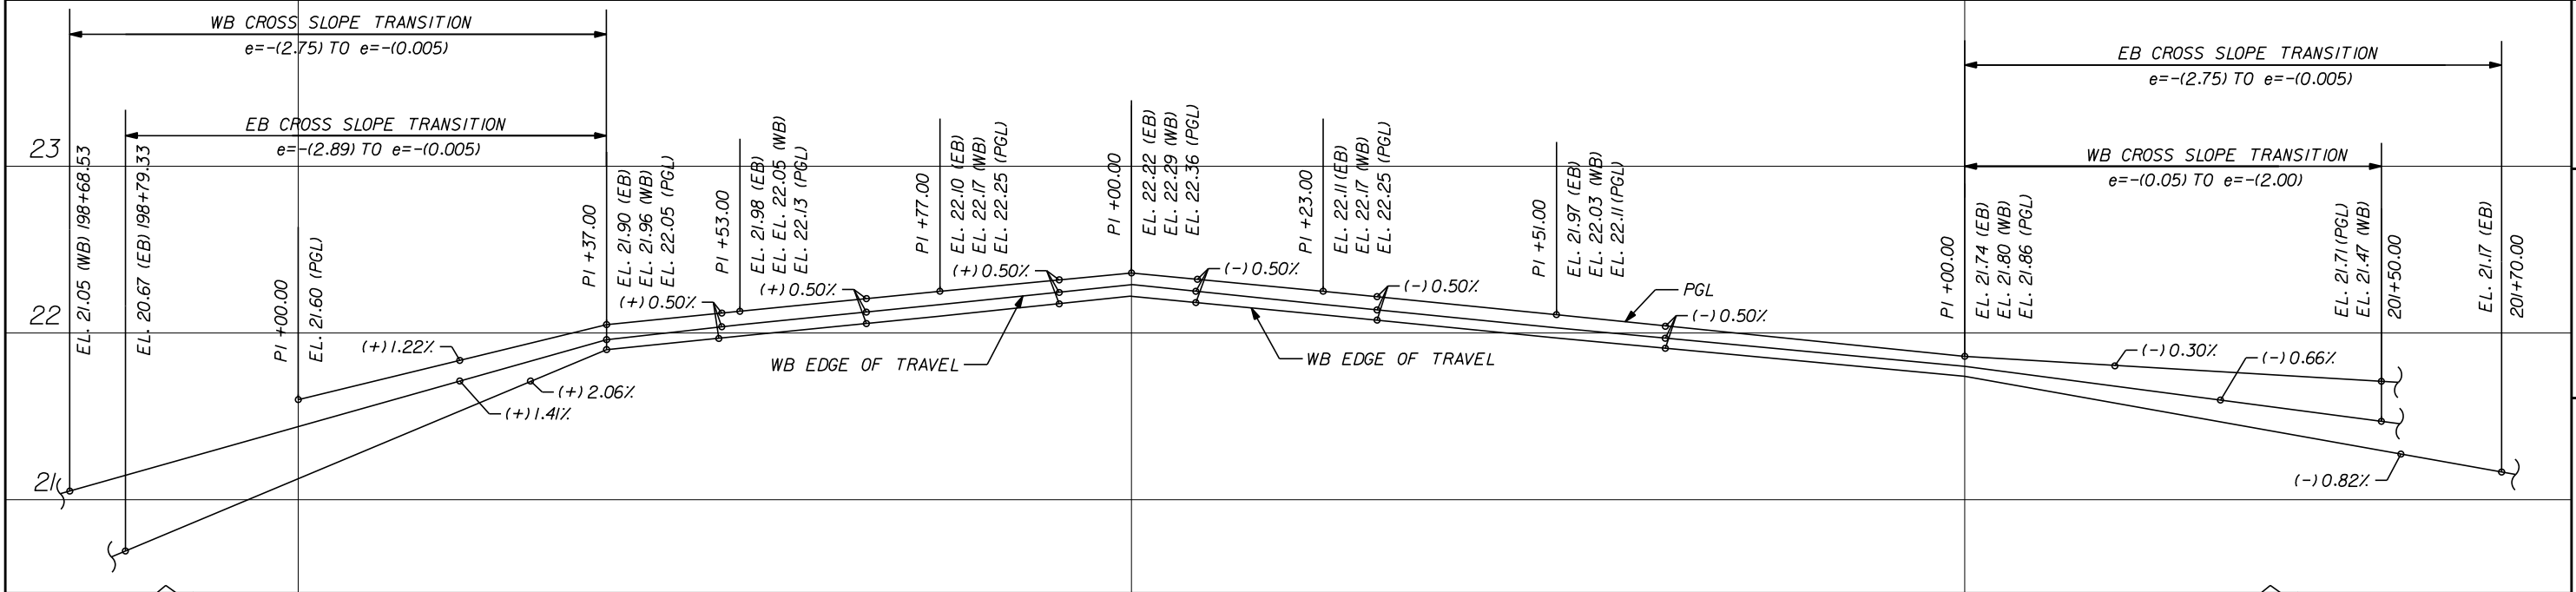 WB CROSS SLOPE TRANSITION
e=-(2.75) TO e=-(0.005)
EB CROSS SLOPE TRANSITION
e=-(2.89) TO e=-(0.005)
EB CROSS SLOPE TRANSITION
e=-(2.75) TO e=-(0.005)
WB CROSS SLOPE TRANSITION
e=-(0.05) TO e=-(2.00)
23
22
21
EL. 21.05 (WB) 198+68.53
EL. 20.67 (EB) 198+79.33
PI +00.00
EL. 21.60 (PGL)
PI +37.00
EL. 21.90 (EB)
EL. 21.96 (WB)
EL. 22.05 (PGL)
PI +53.00
EL. 21.98 (EB)
EL. EL. 22.05 (WB)
EL. 22.13 (PGL)
PI +77.00
EL. 22.10 (EB)
EL. 22.17 (WB)
EL. 22.25 (PGL)
PI +00.00
EL. 22.22 (EB)
EL. 22.29 (WB)
EL. 22.36 (PGL)
PI +23.00
EL. 22.11 (EB)
EL. 22.17 (WB)
EL. 22.25 (PGL)
PI +51.00
EL. 21.97 (EB)
EL. 22.03 (WB)
EL. 22.11 (PGL)
PI +00.00
EL. 21.74 (EB)
EL. 21.80 (WB)
EL. 21.86 (PGL)
EL. 21.71 (PGL)
EL. 21.47 (WB)
201+50.00
EL. 21.17 (EB)
201+70.00
(+) 1.22%
(+) 2.06%
(+) 1.41%
(+) 0.50%
(+) 0.50%
(+) 0.50%
(-) 0.50%
(-) 0.50%
PGL
(-) 0.50%
WB EDGE OF TRAVEL
WB EDGE OF TRAVEL
(-) 0.30%
(-) 0.66%
(-) 0.82%